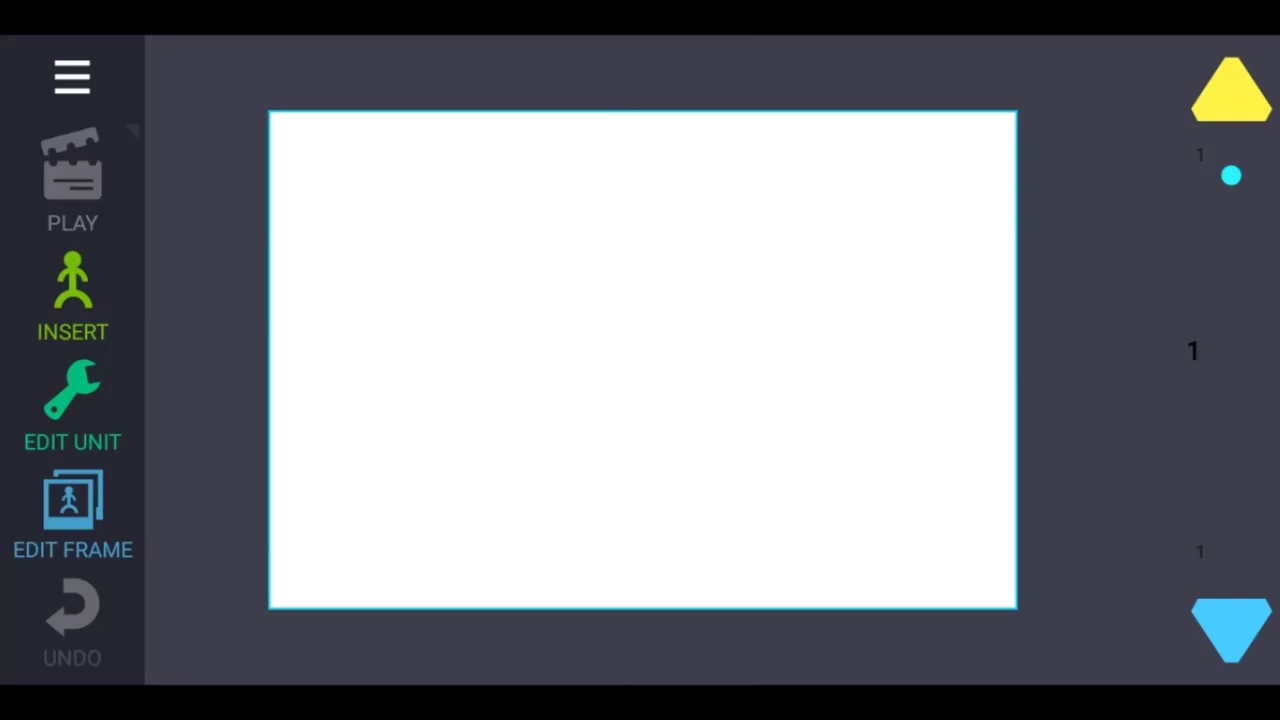 PLAY
1
INSERT
1
EDIT UNIT
EDIT FRAME
1
UNDO